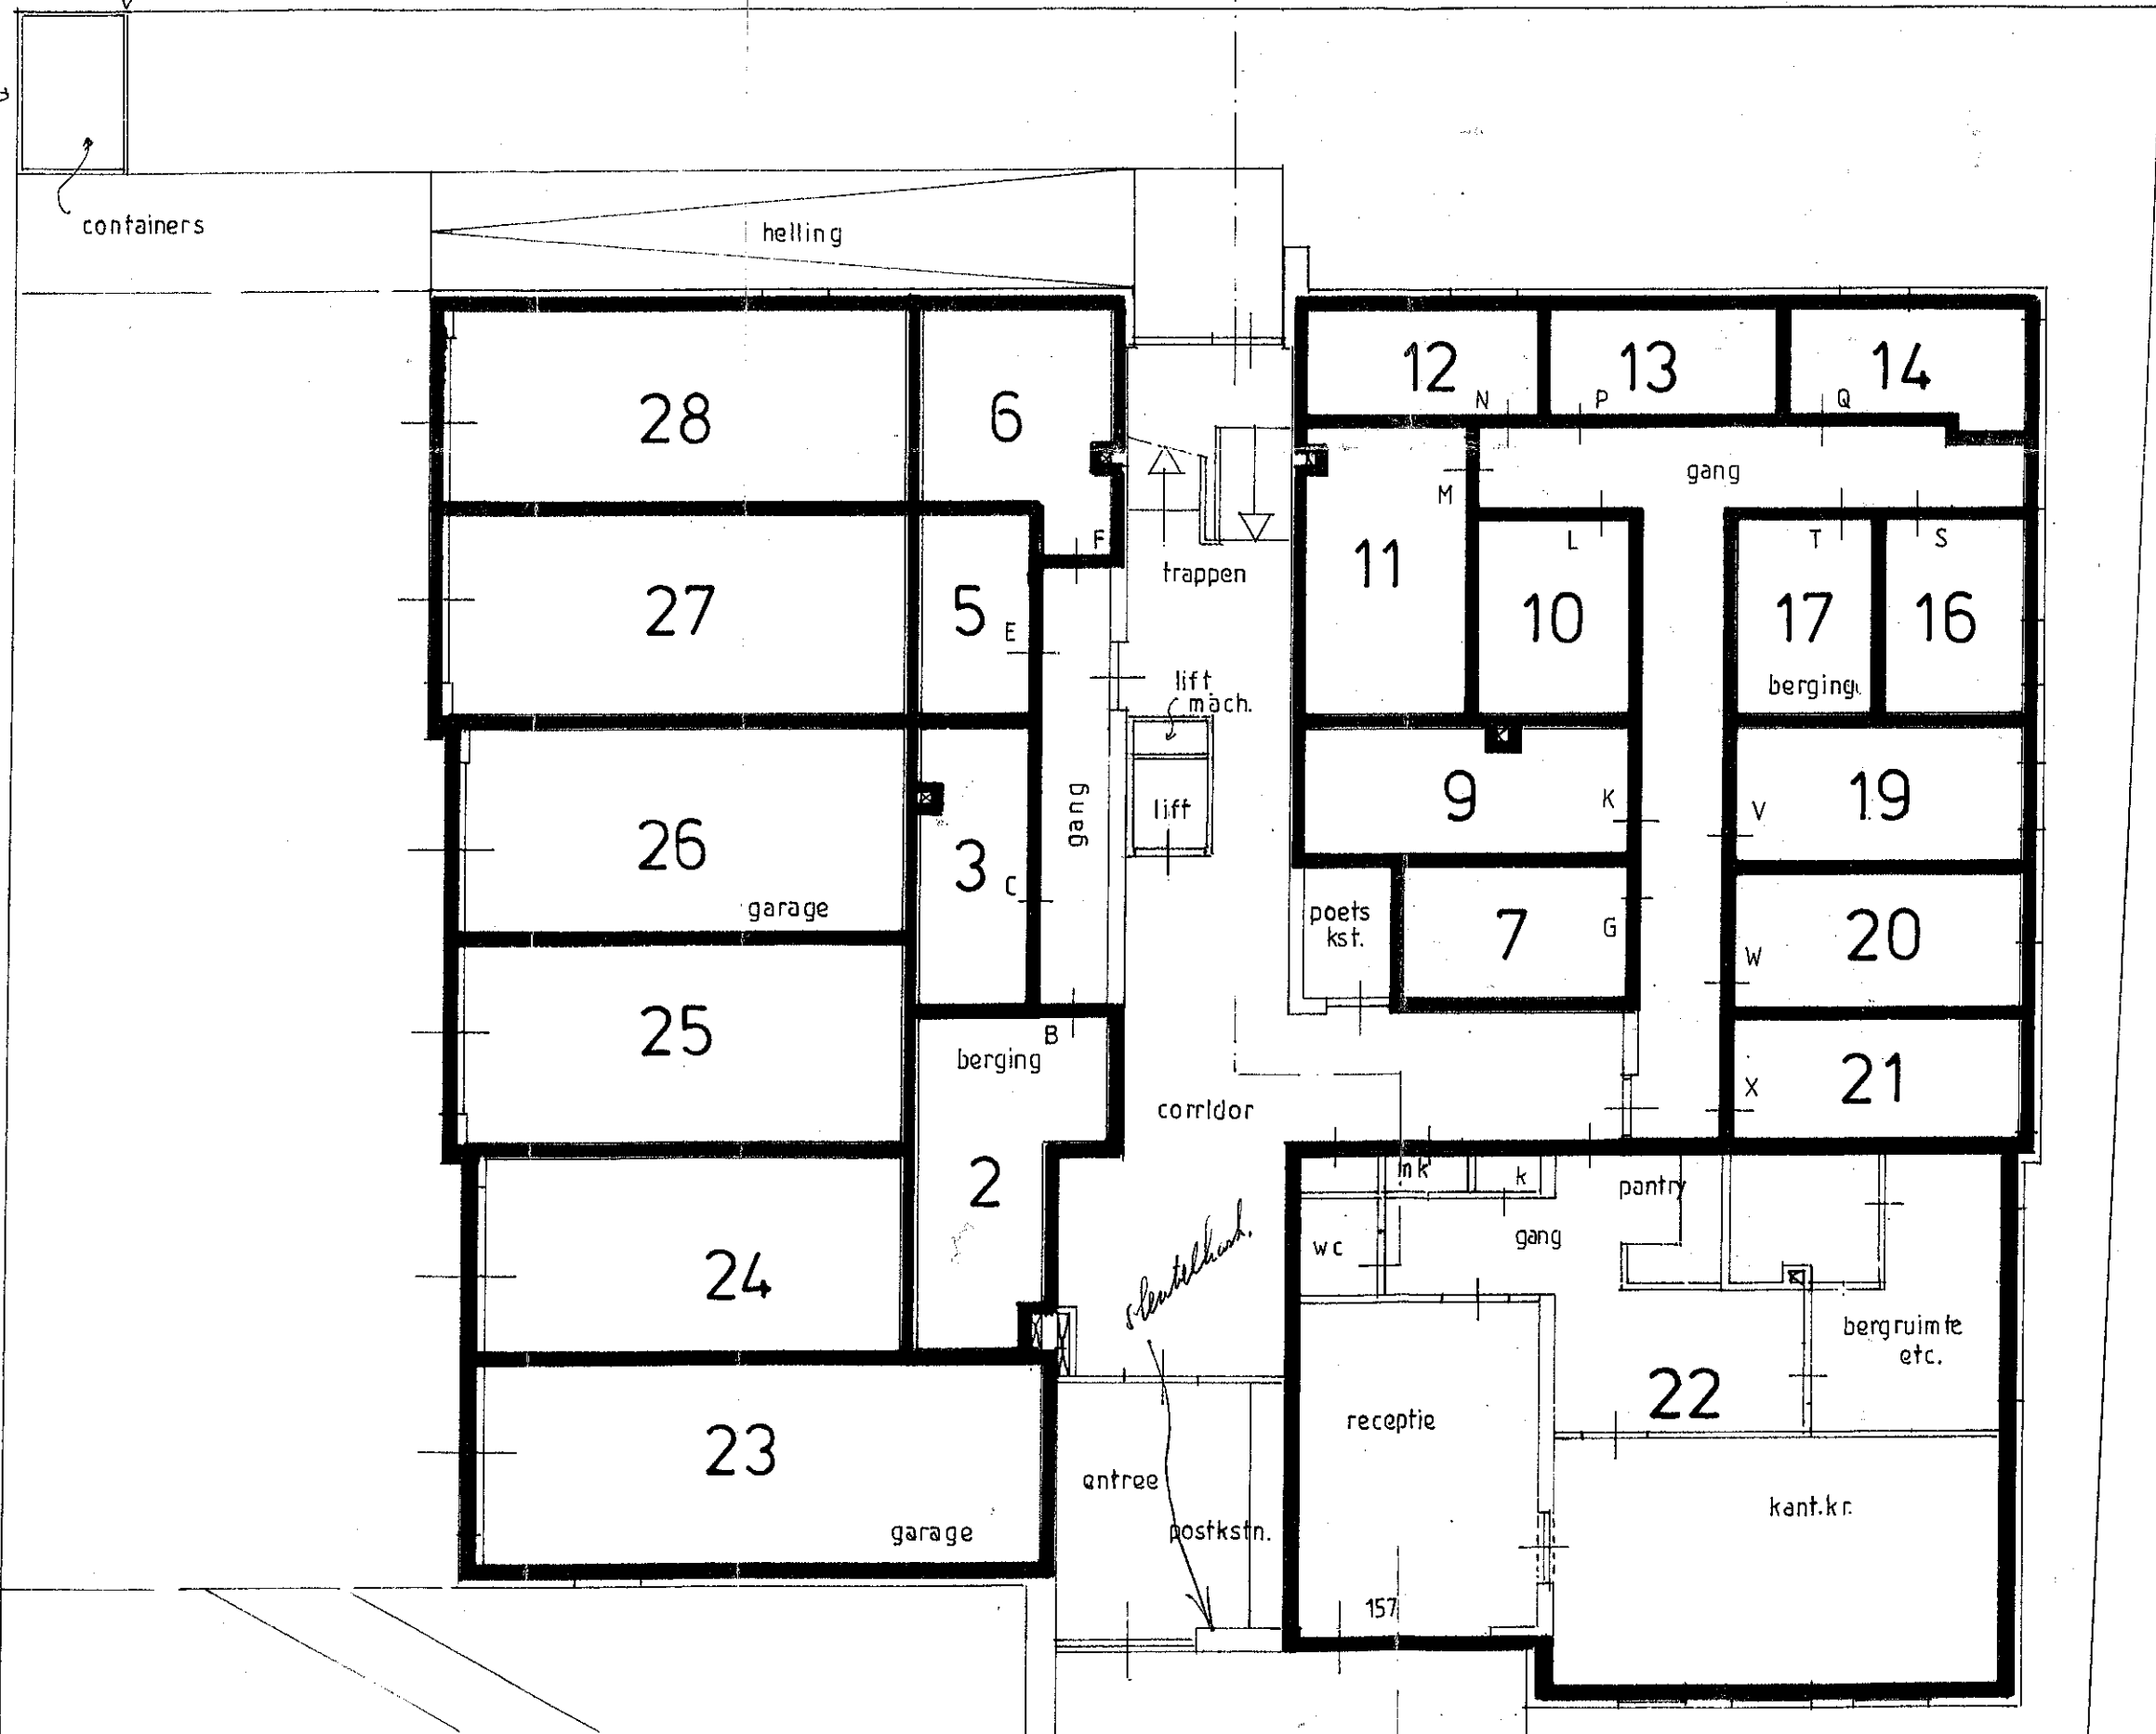 containers
helling
28
6
12
N
P
13
Q
14
gang
M
27
5
E
F
trappen
11
L
10
T
17
berging
S
16
lift
mach.
lift
gang
26
garage
3
C
9
K
V
19
poets
kst.
7
G
W
20
25
B
berging
2
corridor
X
21
24
sleutelkast.
wc
mk
k
gang
pantry
bergruimte
etc.
22
23
garage
entree
postkstn.
receptie
157
kant.kr.